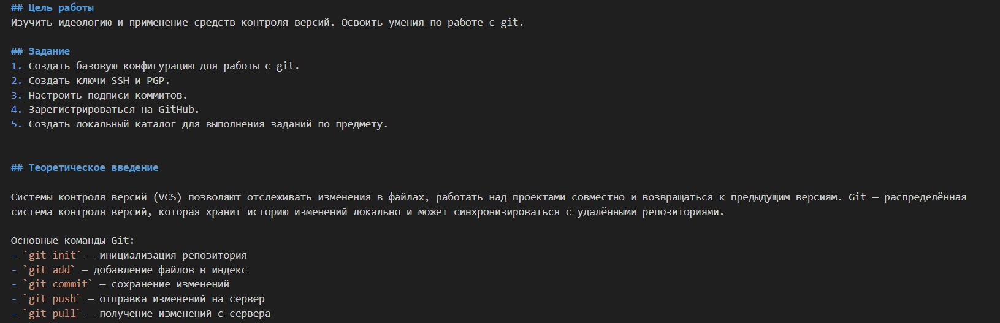 ## Цель работы
Изучить идеологию и применение средств контроля версий. Освоить умения по работе с git.
## Задание
1. Создать базовую конфигурацию для работы с git.
2. Создать ключи SSH и PGP.
3. Настроить подписи коммитов.
4. Зарегистрироваться на GitHub.
5. Создать локальный каталог для выполнения заданий по предмету.
## Теоретическое введение
Системы контроля версий (VCS) позволяют отслеживать изменения в файлах, работать над проектами совместно и возвращаться к предыдущим версиям. Git — распределённая
система контроля версий, которая хранит историю изменений локально и может синхронизироваться с удалёнными репозиториями.
Основные команды Git:
- `git init` — инициализация репозитория
- `git add` — добавление файлов в индекс
- `git commit` — сохранение изменений
- `git push` — отправка изменений на сервер
- `git pull` — получение изменений с сервера